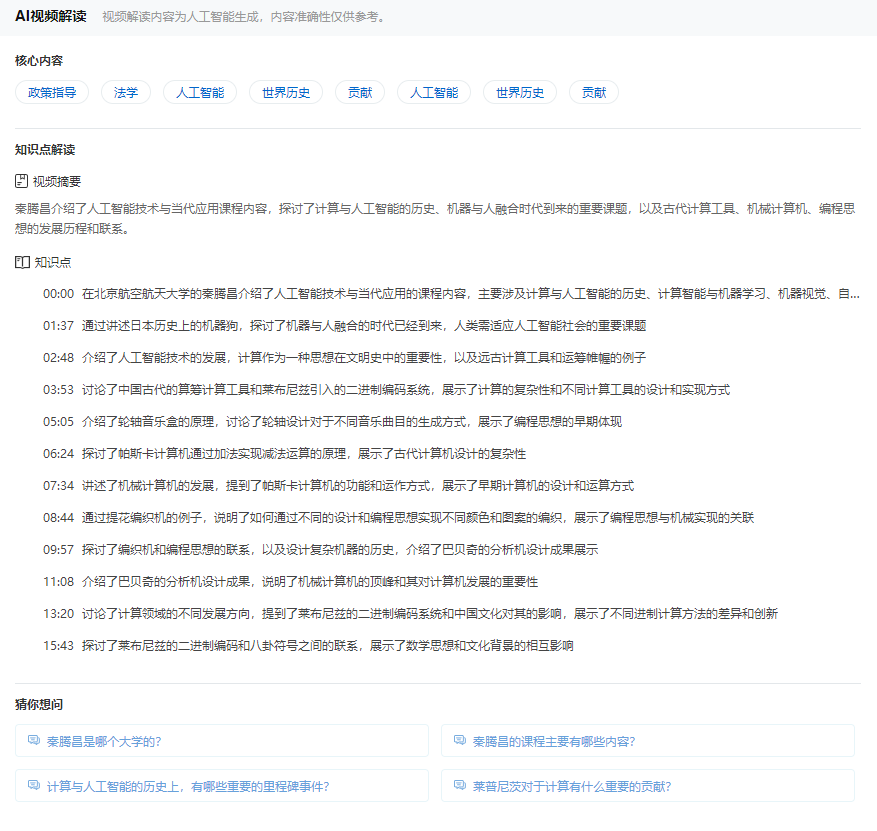 AI视频解读 视频解读内容为人工智能生成，内容准确性仅供参考。
核心内容
政策指导 法学 人工智能 世界历史 贡献 人工智能 世界历史 贡献
知识点解读
视频摘要
秦腾昌介绍了人工智能技术与当代应用课程内容，探讨了计算与人工智能的历史、机器与人融合时代到来的重要课题，以及古代计算工具、机械计算机、编程思
想的发展历程和联系。
知识点
00:00 在北京航空航天大学的秦腾昌介绍了人工智能技术与当代应用的课程内容，主要涉及计算与人工智能的历史、计算智能与机器学习、机器视觉、自...
01:37 通过讲述日本历史上的机器狗，探讨了机器与人融合的时代已经到来，人类需适应人工智能社会的重要课题
02:48 介绍了人工智能技术的发展，计算作为一种思想在文明史中的重要性，以及远古计算工具和运筹帷幄的例子
03:53 讨论了中国古代的算筹计算工具和莱布尼兹引入的二进制编码系统，展示了计算的复杂性和不同计算工具的设计和实现方式
05:05 介绍了轮轴音乐盒的原理，讨论了轮轴设计对于不同音乐曲目的生成方式，展示了编程思想的早期体现
06:24 探讨了帕斯卡计算机通过加法实现减法运算的原理，展示了古代计算机设计的复杂性
07:34 讲述了机械计算机的发展，提到了帕斯卡计算机的功能和运作方式，展示了早期计算机的设计和运算方式
08:44 通过提花编织机的例子，说明了如何通过不同的设计和编程思想实现不同颜色和图案的编织，展示了编程思想与机械实现的关联
09:57 探讨了编织机和编程思想的联系，以及设计复杂机器的历史，介绍了巴贝奇的分析机设计成果展示
11:08 介绍了巴贝奇的分析机设计成果，说明了机械计算机的顶峰和其对计算机发展的重要性
13:20 讨论了计算领域的不同发展方向，提到了莱布尼兹的二进制编码系统和中国文化对其的影响，展示了不同进制计算方法的差异和创新
15:43 探讨了莱布尼兹的二进制编码和八卦符号之间的联系，展示了数学思想和文化背景的相互影响
猜你想问
秦腾昌是哪个大学的？ 秦腾昌的课程主要有哪些内容？
计算与人工智能的历史上，有哪些重要的里程碑事件？ 莱普尼茨对于计算有什么重要的贡献？